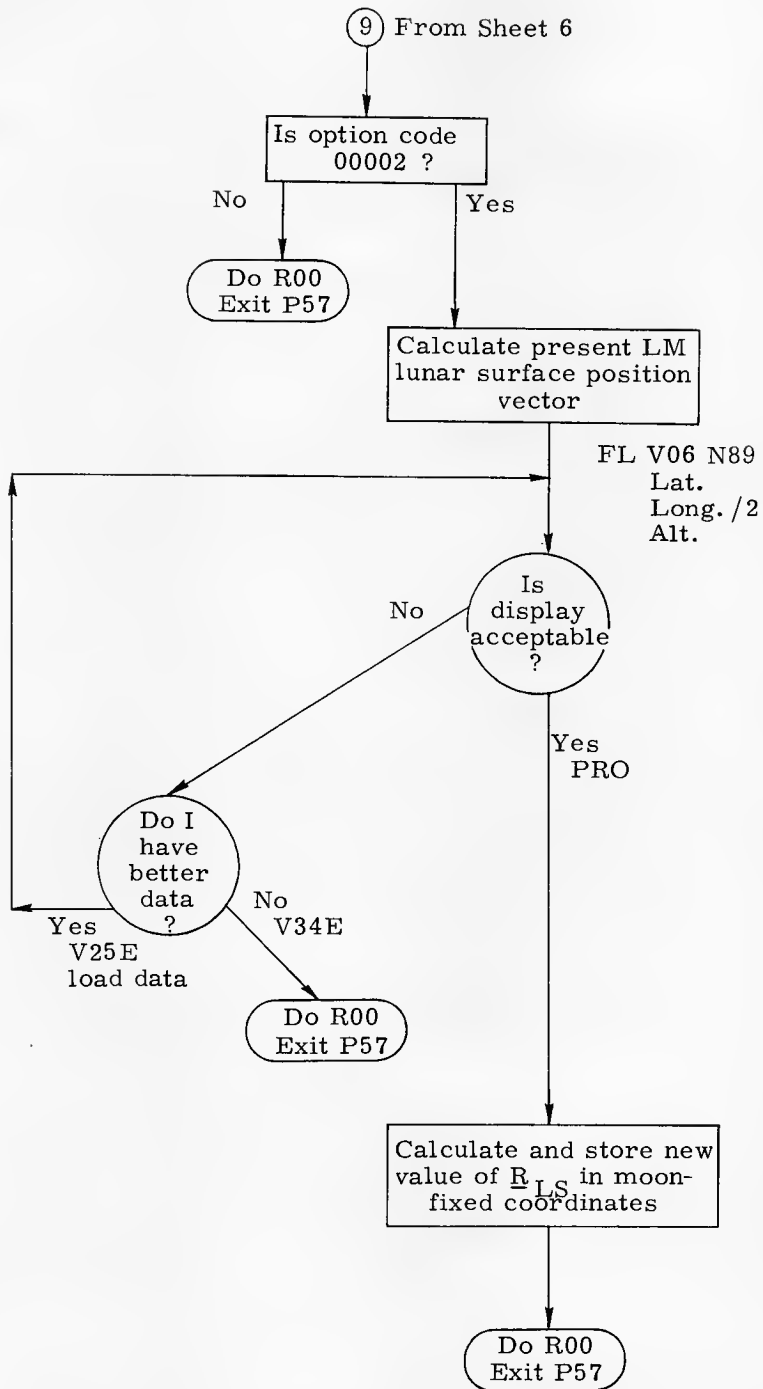 9 From Sheet 6
Is option code
00002 ?
No
Yes
Do R00
Exit P57
Calculate present LM
lunar surface position
vector
FL V06 N89
Lat.
Long. /2
Alt.
Is
display
acceptable
?
No
Yes
PRO
Do I
have
better
data
?
Yes
V25E
load data
No
V34E
Do R00
Exit P57
Calculate and store new
value of R LS in moon-
fixed coordinates
Do R00
Exit P57